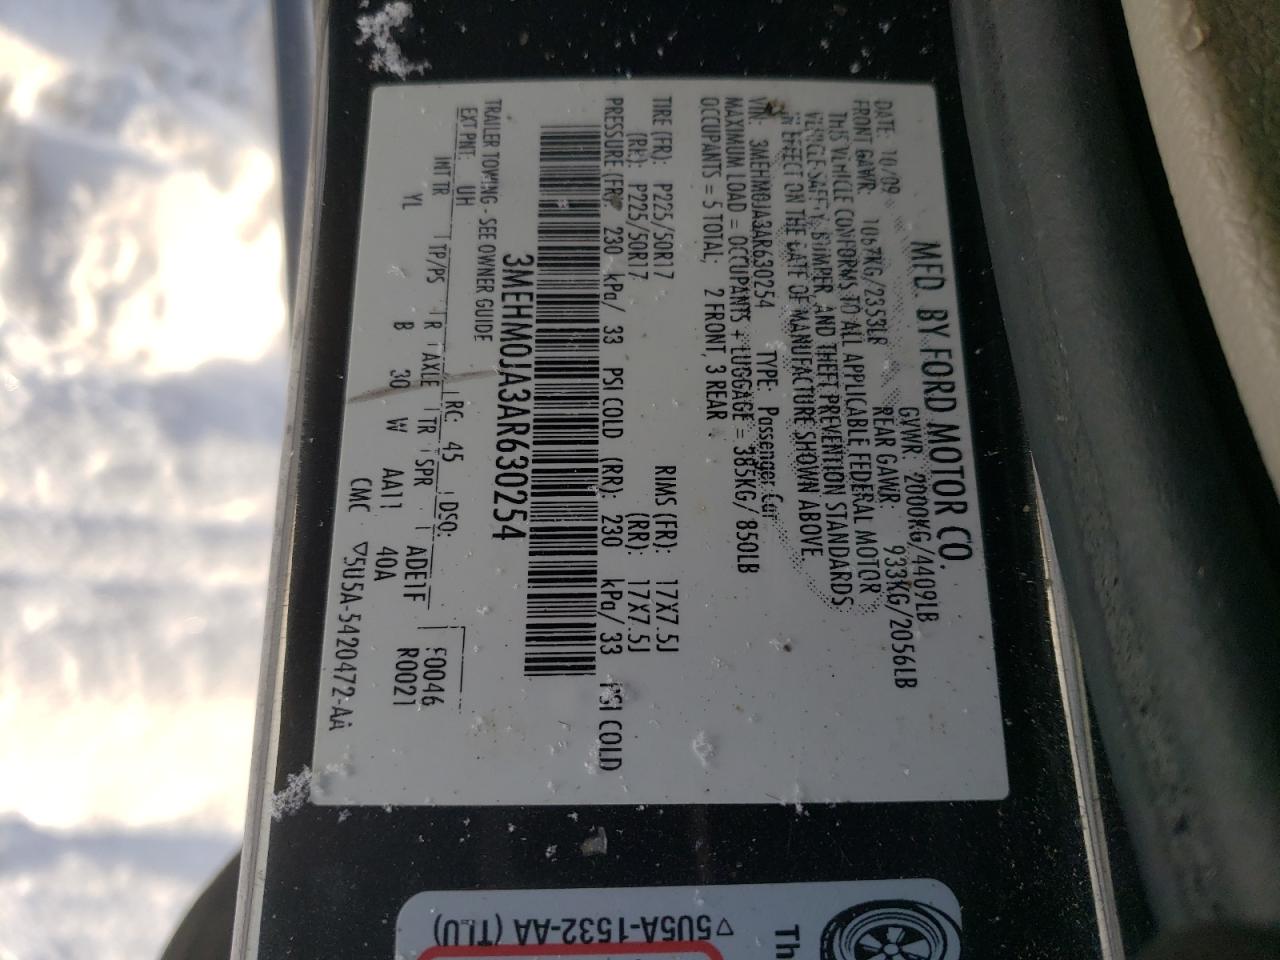 MFD. BY FORD MOTOR CO.
DATE: 10/09 GVWR: 2000KG/4409LB
FRONT GAWR: 1067KG/2353LB REAR GAWR: 933KG/2056LB
THIS VEHICLE CONFORMS TO ALL APPLICABLE FEDERAL MOTOR
VEHICLE SAFETY, BUMPER, AND THEFT PREVENTION STANDARDS
IN EFFECT ON THE DATE OF MANUFACTURE SHOWN ABOVE.
VIN: 3MEHM0JA3AR630254 TYPE: Passenger Car
MAXIMUM LOAD = OCCUPANTS + LUGGAGE = 385KG/ 850LB
OCCUPANTS = 5 TOTAL; 2 FRONT, 3 REAR
TIRE (FR): P225/50R17 RIMS (FR): 17X7.5J
(RR): P225/50R17 (RR): 17X7.5J
PRESSURE (FR): 230 kPa/ 33 PSI COLD (RR): 230 kPa/ 33 PSI COLD
3MEHM0JA3AR630254
TRAILER TOWING - SEE OWNER GUIDE
EXT PNT: UH RC: 45 DSO: 50046
INT TR TP/PS R AXLE TR SPR ADE1F R0021
YL B 30 W AA11 40A
CMC ▽5U5A-5420472-AA
▽5U5A-1532-AA (TLU)
Th